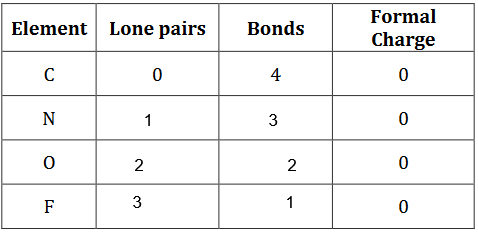 Element Lone pairs Bonds Formal Charge
C 0 4 0
N 1 3 0
O 2 2 0
F 3 1 0